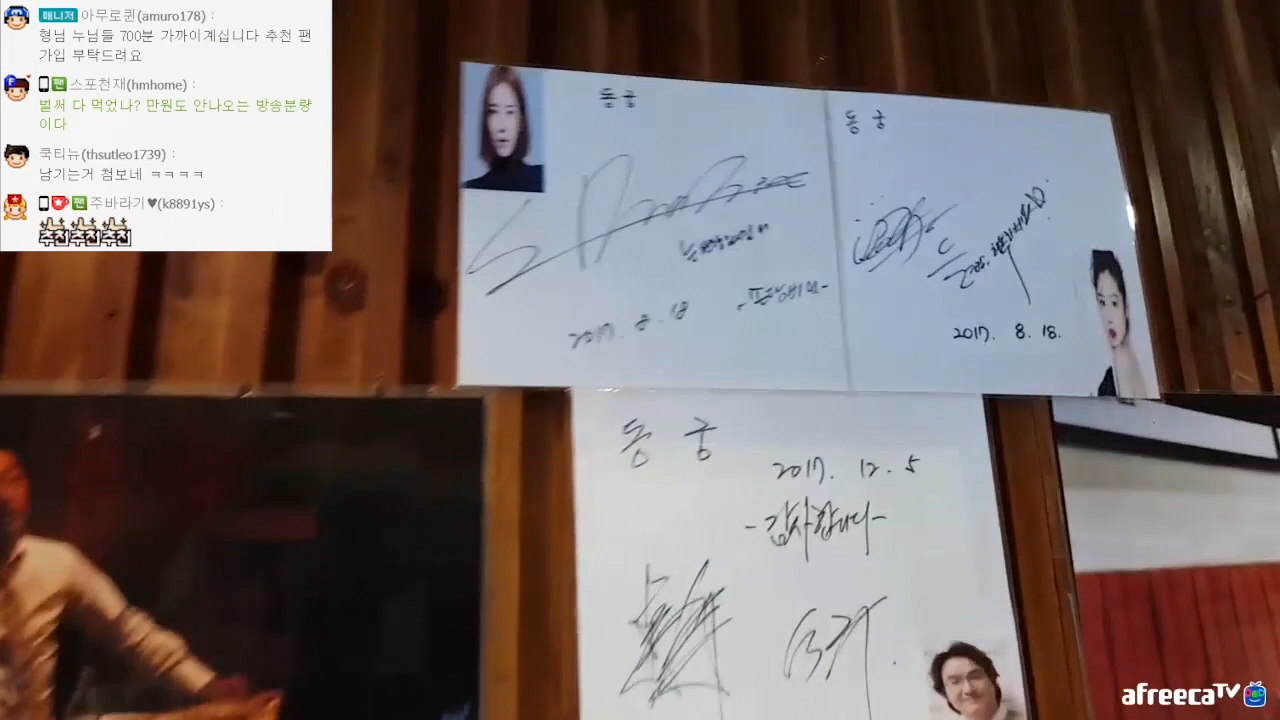 매니저 아무로퀸(amuro178) :
형님 누님들 700분 가까이계십니다 추천 팬
가입 부탁드려요
팬 스포천재(hmhome) :
벌써 다 먹었나? 만원도 안나오는 방송분량
이다
쿡티뉴(thsutleo1739) :
남기는거 첨보네 ㅋㅋㅋㅋ
팬 주바라기♥(k8891ys) :
추천추천추천
동궁
2017. 8. 18
동 궁
2017. 8. 18.
동 궁
2017. 12. 5
-감사합니다-
afreecaTV